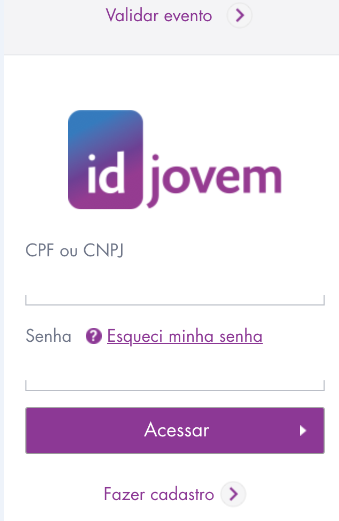 Validar evento
id jovem
CPF ou CNPJ
Senha ? Esqueci minha senha
Acessar
Fazer cadastro